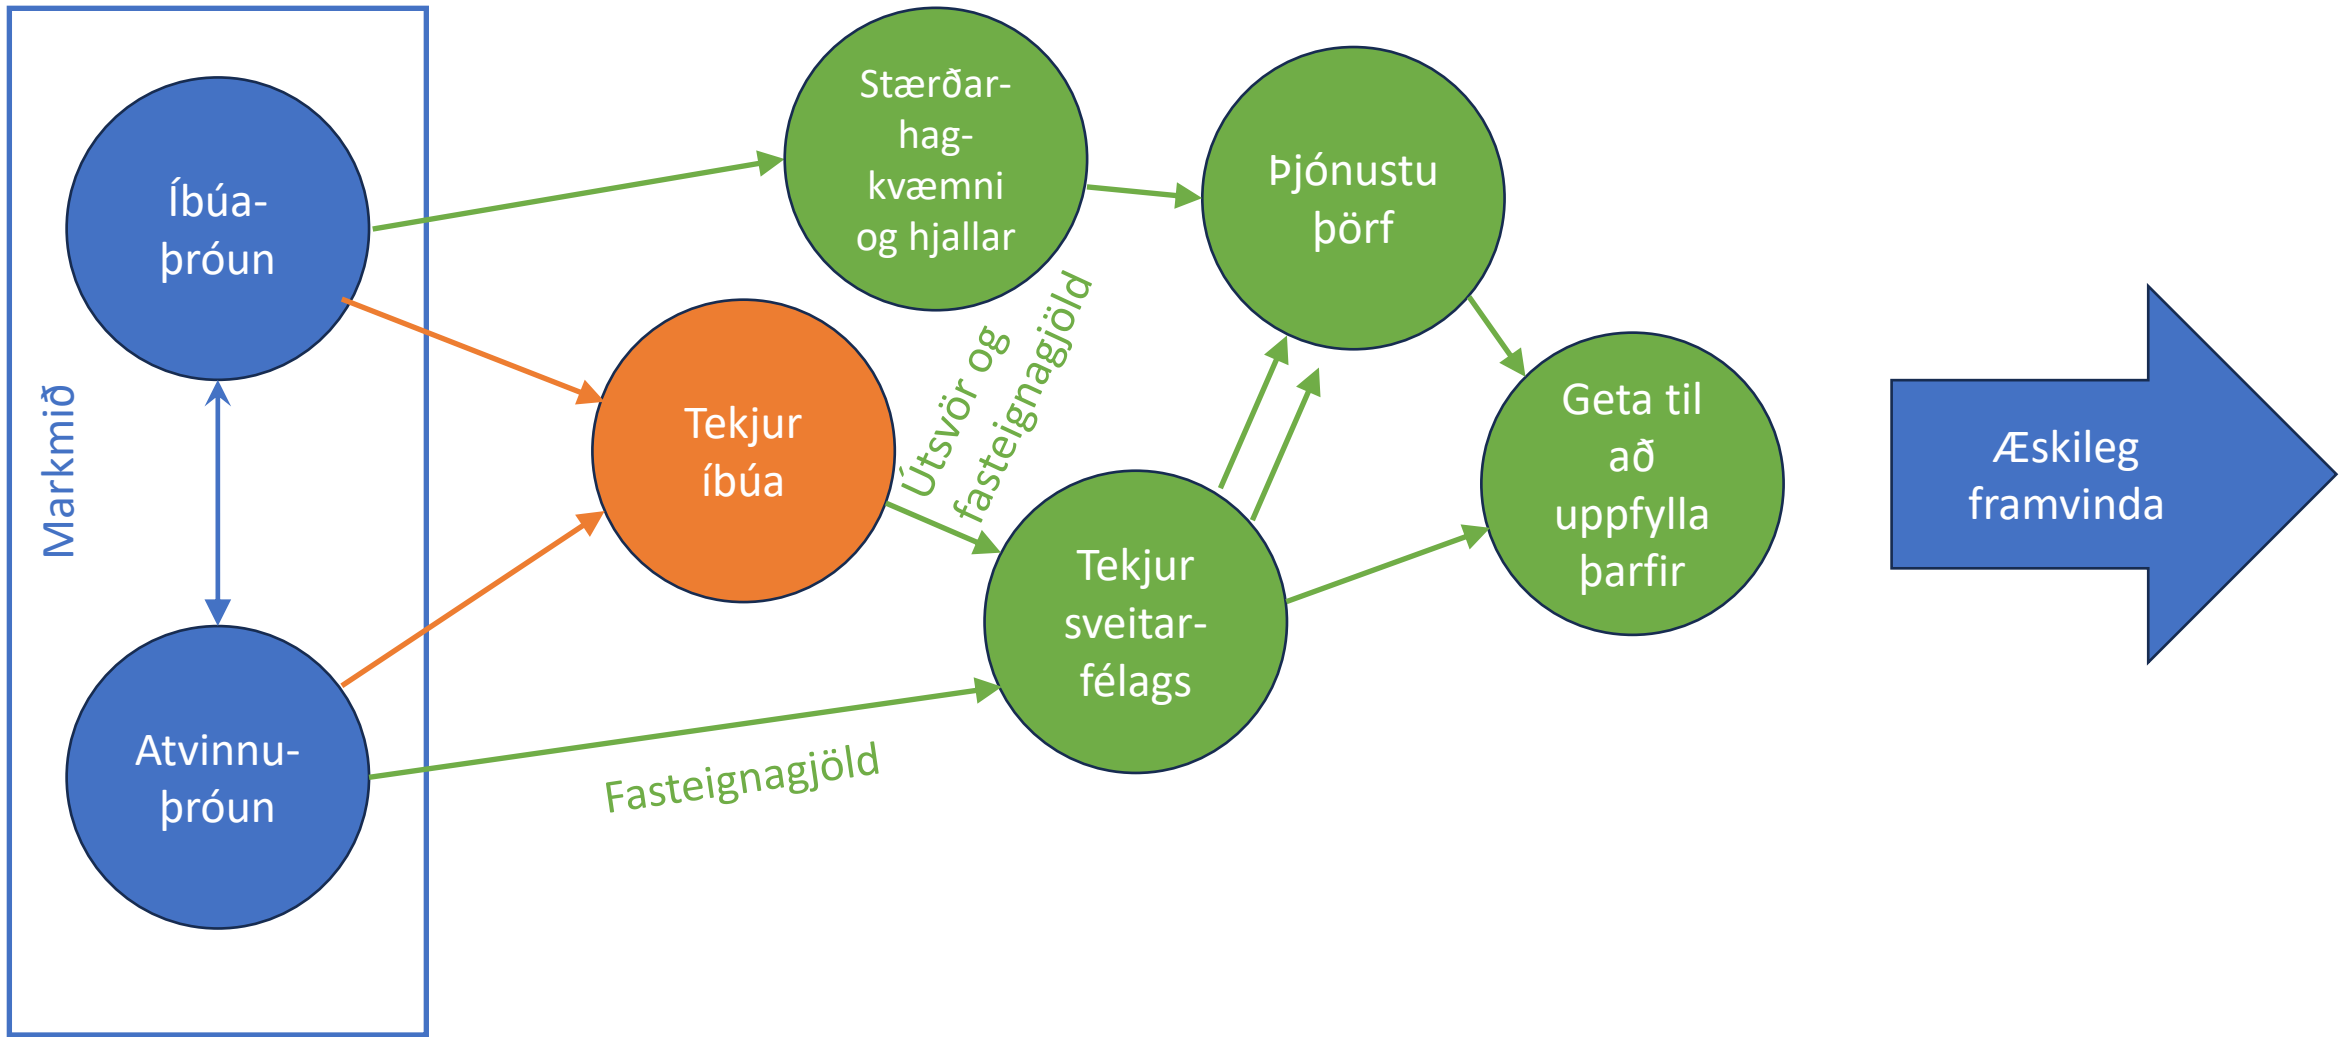 Markmið
Íbúa-
þróun
Atvinnu-
þróun
Tekjur
íbúa
Stærðar-
hag-
kvæmni
og hjallar
Útsvör og
fasteignagjöld
Fasteignagjöld
Þjónustu
þörf
Tekjur
sveitar-
félags
Geta til
að
uppfylla
þarfir
Æskileg
framvinda